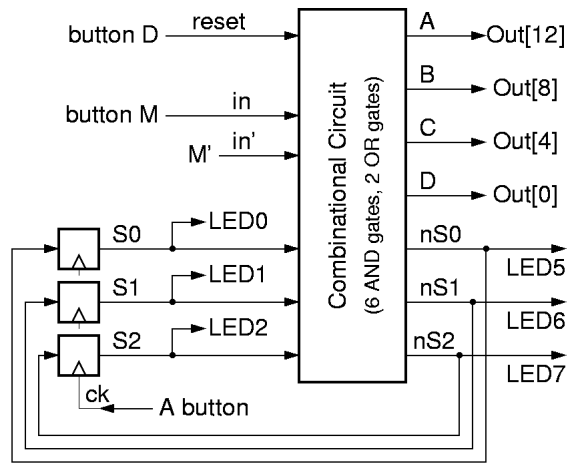 button D
reset
button M
in
M'
in'
Combinational Circuit
(6 AND gates, 2 OR gates)
A
Out[12]
B
Out[8]
C
Out[4]
D
Out[0]
S0
LED0
nS0
LED5
S1
LED1
nS1
LED6
S2
LED2
nS2
LED7
ck
A button